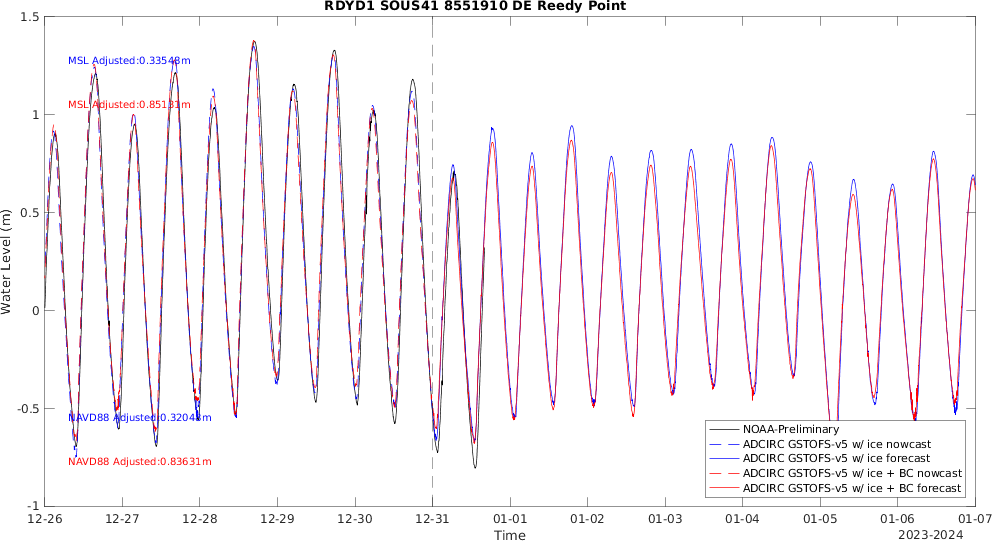 RDYD1 SOUS41 8551910 DE Reedy Point
1.5
1
0.5
0
-0.5
-1
Water Level (m)
MSL Adjusted:0.33543m
MSL Adjusted:0.85131m
NAVD88 Adjusted:0.32043m
NAVD88 Adjusted:0.83631m
NOAA-Preliminary
ADCIRC GSTOFS-v5 w/ ice nowcast
ADCIRC GSTOFS-v5 w/ ice forecast
ADCIRC GSTOFS-v5 w/ ice + BC nowcast
ADCIRC GSTOFS-v5 w/ ice + BC forecast
12-26 12-27 12-28 12-29 12-30 12-31 01-01 01-02 01-03 01-04 01-05 01-06 01-07
Time
2023-2024